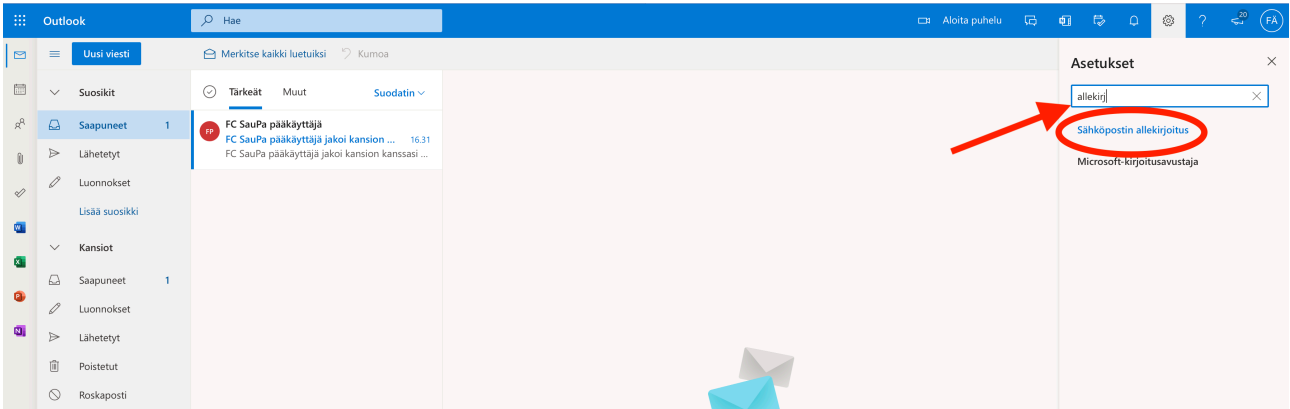 Outlook
Hae
Aloita puhelu
20
FÄ
Uusi viesti
Merkitse kaikki luetuiksi
Kumoa
Suosikit
Saapuneet 1
Lähetetyt
Luonnokset
Lisää suosikki
Kansiot
Saapuneet 1
Luonnokset
Lähetetyt
Poistetut
Roskaposti
Tärkeät Muut Suodatin
FP
FC SauPa pääkäyttäjä
FC SauPa pääkäyttäjä jakoi kansion ... 16.31
FC SauPa pääkäyttäjä jakoi kansion kanssasi ...
Asetukset
allekirj
Sähköpostin allekirjoitus
Microsoft-kirjoitusavustaja